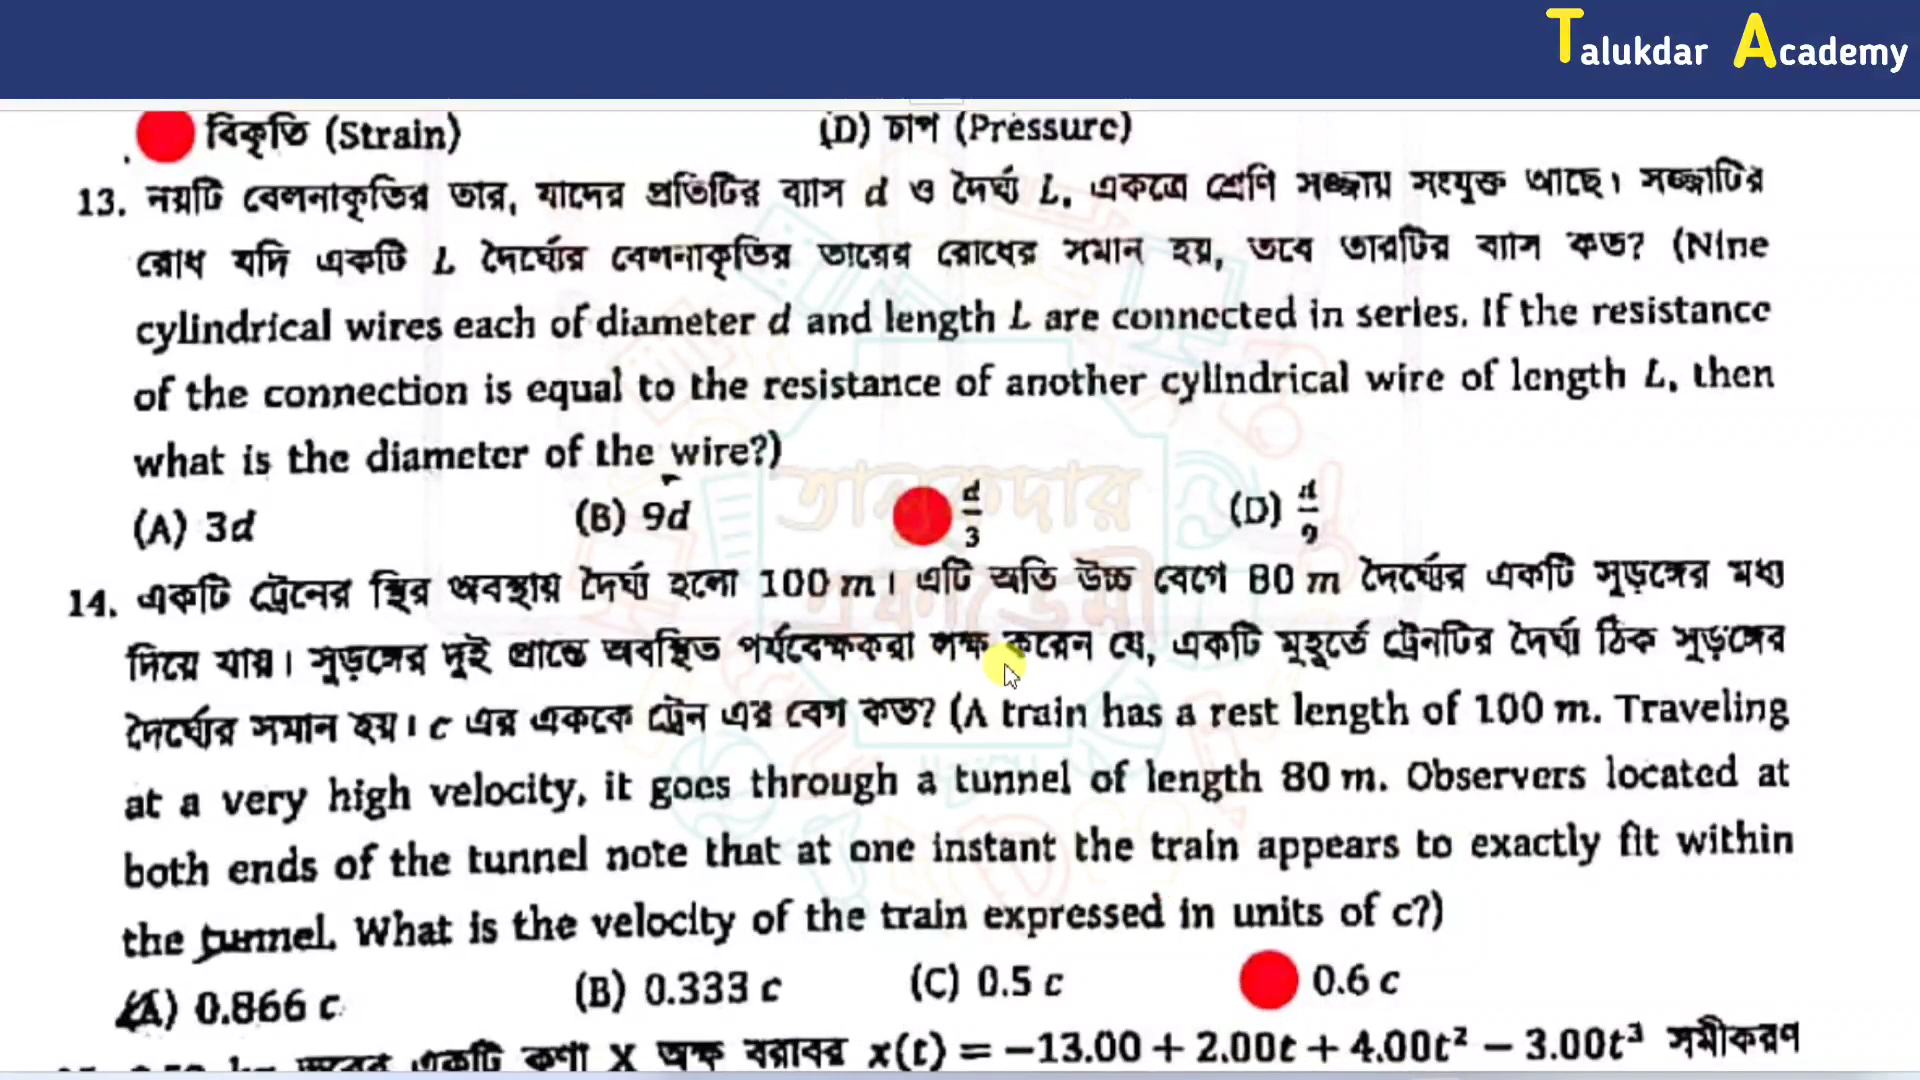 Talukdar Academy
বিকৃতি (Strain) (D) চাপ (Pressure)
13. নয়টি বেলনাকৃতির তার, যাদের প্রতিটির ব্যাস d ও দৈর্ঘ্য L, একত্রে শ্রেণি সজ্জায় সংযুক্ত আছে। সজ্জাটির
রোধ যদি একটি L দৈর্ঘ্যের বেলনাকৃতির তারের রোধের সমান হয়, তবে তারটির ব্যাস কত? (Nine
cylindrical wires each of diameter d and length L are connected in series. If the resistance
of the connection is equal to the resistance of another cylindrical wire of length L, then
what is the diameter of the wire?)
(A) 3d (B) 9d d/3 (D) d/9
14. একটি ট্রেনের স্থির অবস্থায় দৈর্ঘ্য হলো 100 m। এটি অতি উচ্চ বেগে 80 m দৈর্ঘ্যের একটি সুড়ঙ্গের মধ্য
দিয়ে যায়। সুড়ঙ্গের দুই প্রান্তে অবস্থিত পর্যবেক্ষকরা লক্ষ করেন যে, একটি মুহূর্তে ট্রেনটির দৈর্ঘ্য ঠিক সুড়ঙ্গের
দৈর্ঘ্যের সমান হয়। c এর এককে ট্রেন এর বেগ কত? (A train has a rest length of 100 m. Traveling
at a very high velocity, it goes through a tunnel of length 80 m. Observers located at
both ends of the tunnel note that at one instant the train appears to exactly fit within
the tunnel. What is the velocity of the train expressed in units of c?)
(A) 0.866 c (B) 0.333 c (C) 0.5 c 0.6 c
একটি কণা X অক্ষ বরাবর x(t) = −13.00 + 2.00t + 4.00t² − 3.00t³ সমীকরণ